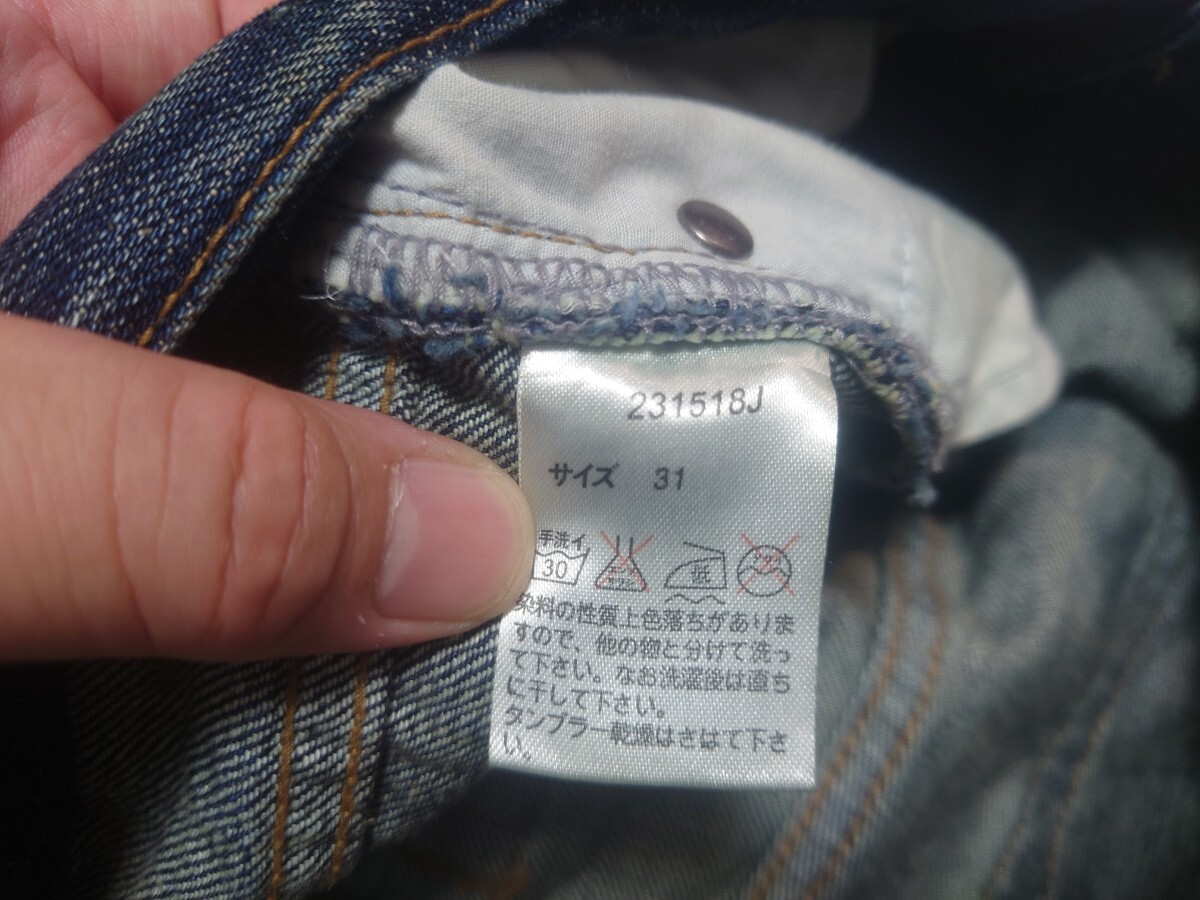 231518J
サイズ 31
手洗イ
30
低
染料の性質上色落ちがありま
すので、他の物と分けて洗っ
て下さい。なお洗濯後は直ち
に干して下さい。
タンブラー乾燥はさはて下さ
い。